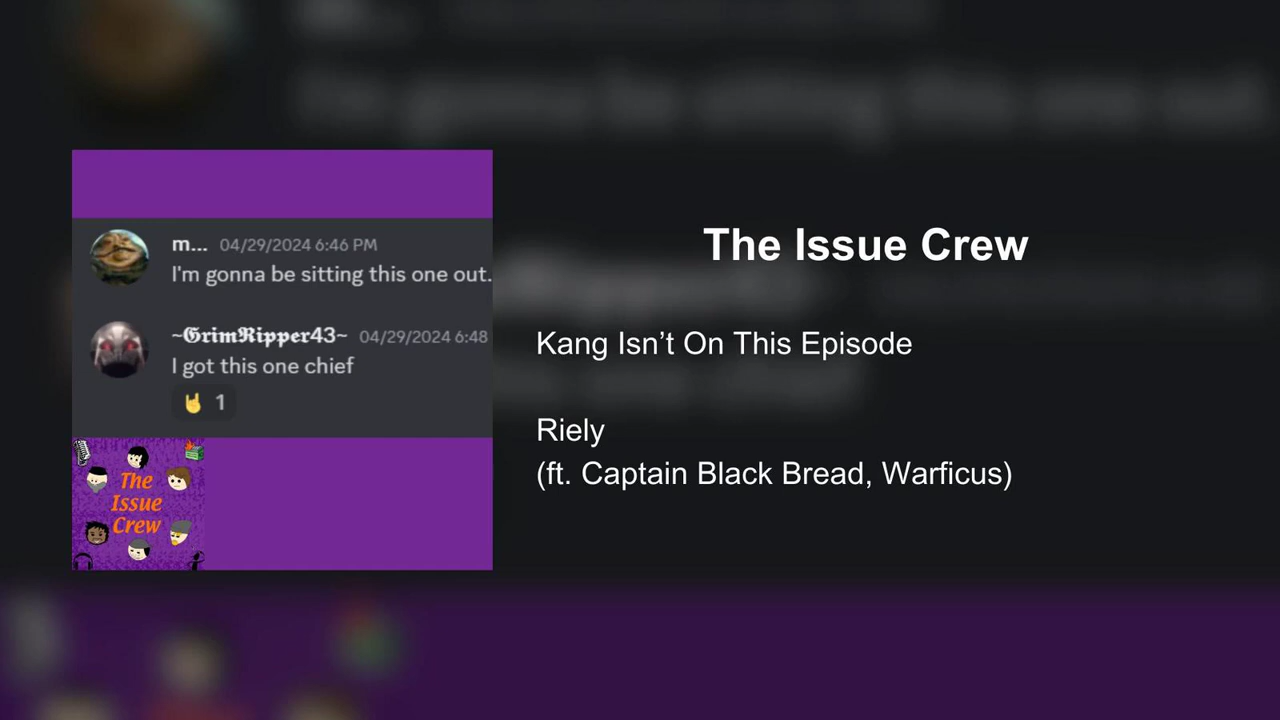 m... 04/29/2024 6:46 PM
I'm gonna be sitting this one out.
~𝕲𝖗𝖎𝖒𝕽𝖎𝖕𝖕𝖊𝖗43~ 04/29/2024 6:48
I got this one chief
1
The
Issue
Crew
The Issue Crew
Kang Isn’t On This Episode
Riely
(ft. Captain Black Bread, Warficus)